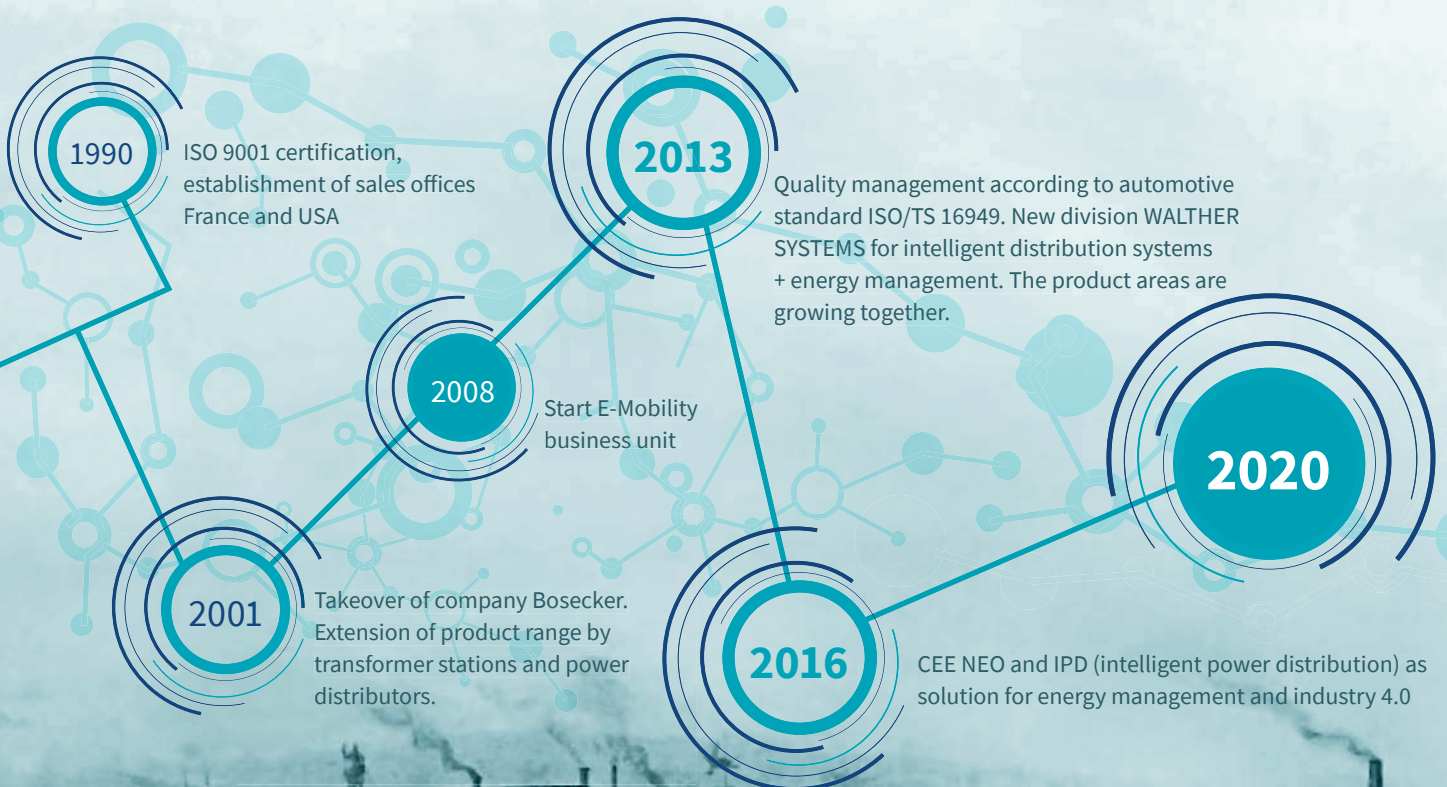 1990
ISO 9001 certification,
establishment of sales offices
France and USA
2001
Takeover of company Bosecker.
Extension of product range by
transformer stations and power
distributors.
2008
Start E-Mobility
business unit
2013
Quality management according to automotive
standard ISO/TS 16949. New division WALTHER
SYSTEMS for intelligent distribution systems
+ energy management. The product areas are
growing together.
2016
CEE NEO and IPD (intelligent power distribution) as
solution for energy management and industry 4.0
2020